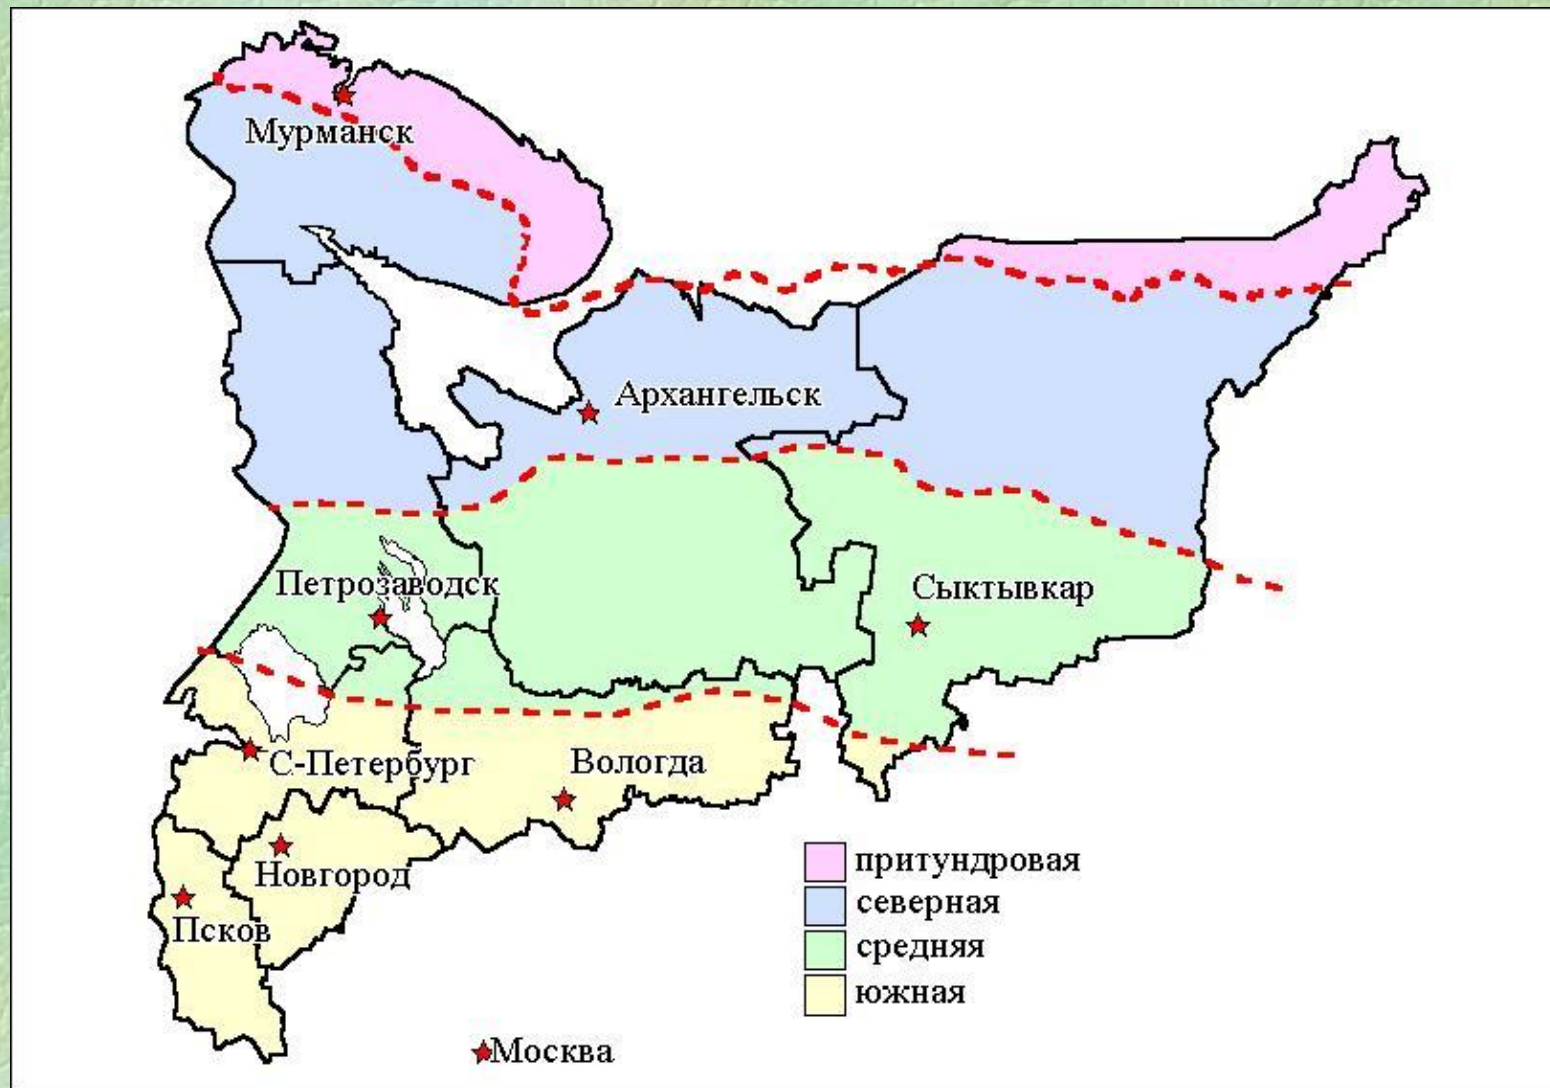 Мурманск
Архангельск
Петрозаводск
Сыктывкар
С-Петербург
Вологда
Новгород
Псков
Москва
притундровая
северная
средняя
южная